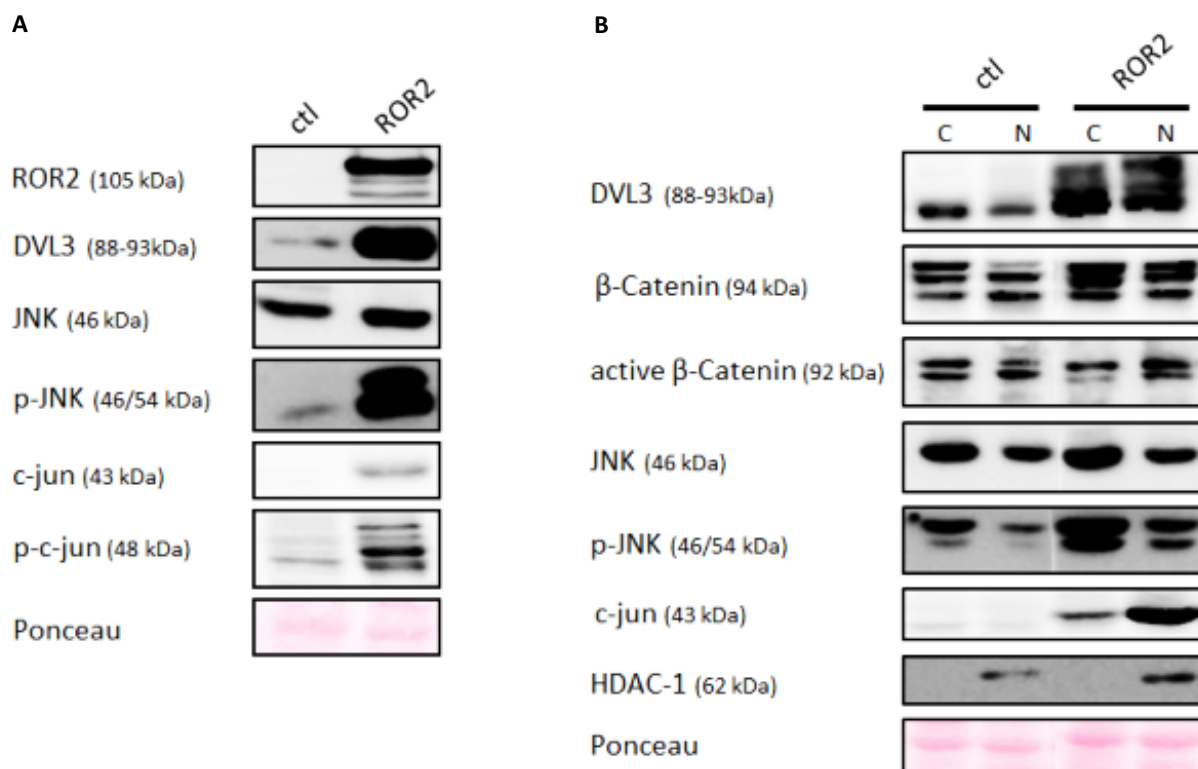 A
ctl ROR2
ROR2 (105 kDa)
DVL3 (88-93kDa)
JNK (46 kDa)
p-JNK (46/54 kDa)
c-jun (43 kDa)
p-c-jun (48 kDa)
Ponceau
B
ctl ROR2
C N C N
DVL3 (88-93kDa)
β-Catenin (94 kDa)
active β-Catenin (92 kDa)
JNK (46 kDa)
p-JNK (46/54 kDa)
c-jun (43 kDa)
HDAC-1 (62 kDa)
Ponceau